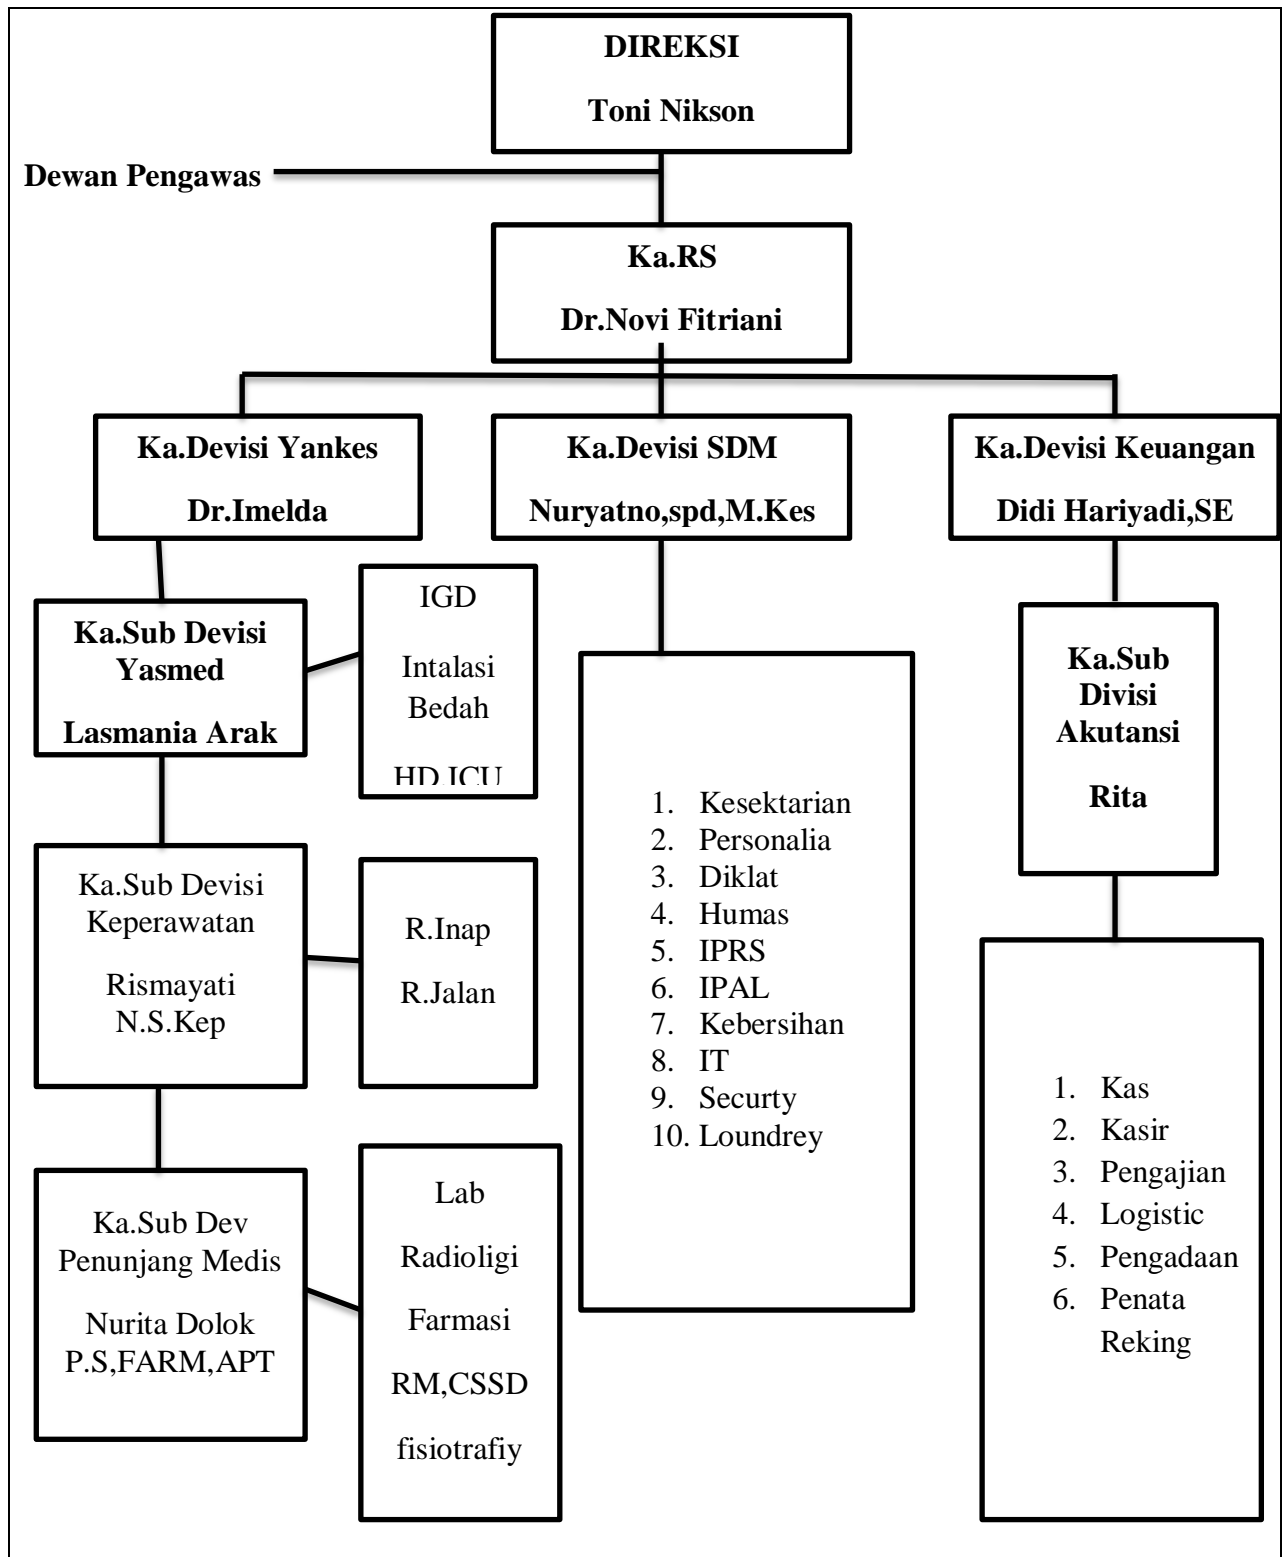 DIREKSI
Toni Nikson
Dewan Pengawas
Ka.RS
Dr.Novi Fitriani
Ka.Devisi Yankes
Dr.Imelda
Ka.Devisi SDM
Nuryatno,spd,M.Kes
Ka.Devisi Keuangan
Didi Hariyadi,SE
Ka.Sub Devisi
Yasmed
Lasmania Arak
IGD
Intalasi
Bedah
HD.ICU
Ka.Sub Devisi
Keperawatan
Rismayati
N.S.Kep
R.Inap
R.Jalan
Ka.Sub Dev
Penunjang Medis
Nurita Dolok
P.S,FARM,APT
Lab
Radioligi
Farmasi
RM,CSSD
fisiotrafiy
1. Kesektarian
2. Personalia
3. Diklat
4. Humas
5. IPRS
6. IPAL
7. Kebersihan
8. IT
9. Securty
10. Loundrey
Ka.Sub
Divisi
Akutansi
Rita
1. Kas
2. Kasir
3. Pengajian
4. Logistic
5. Pengadaan
6. Penata
Reking